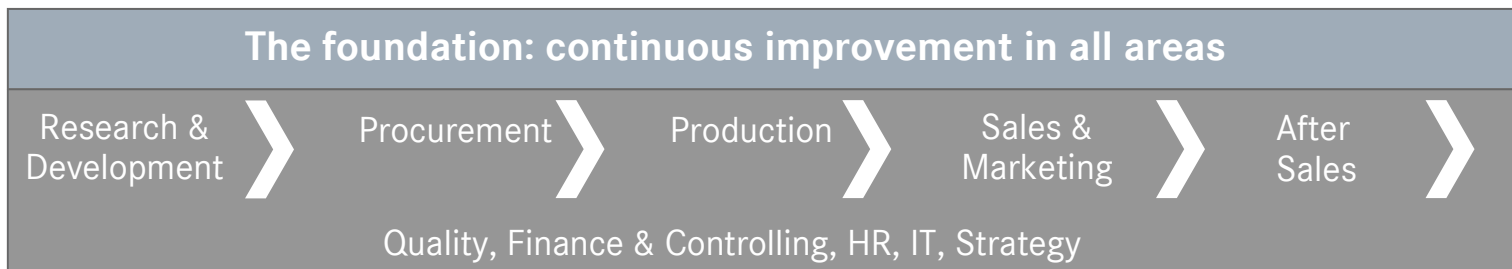 The foundation: continuous improvement in all areas
Research &
Development
Procurement
Production
Sales &
Marketing
After
Sales
Quality, Finance & Controlling, HR, IT, Strategy